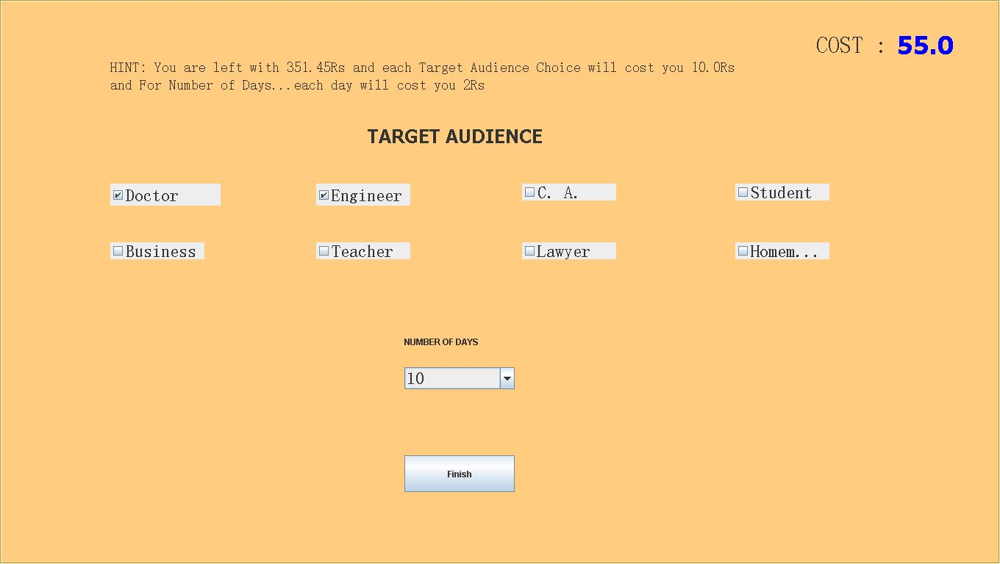 COST : 55.0
HINT: You are left with 351.45Rs and each Target Audience Choice will cost you 10.0Rs
and For Number of Days...each day will cost you 2Rs
TARGET AUDIENCE
Doctor Engineer C. A. Student
Business Teacher Lawyer Homem...
NUMBER OF DAYS
10
Finish